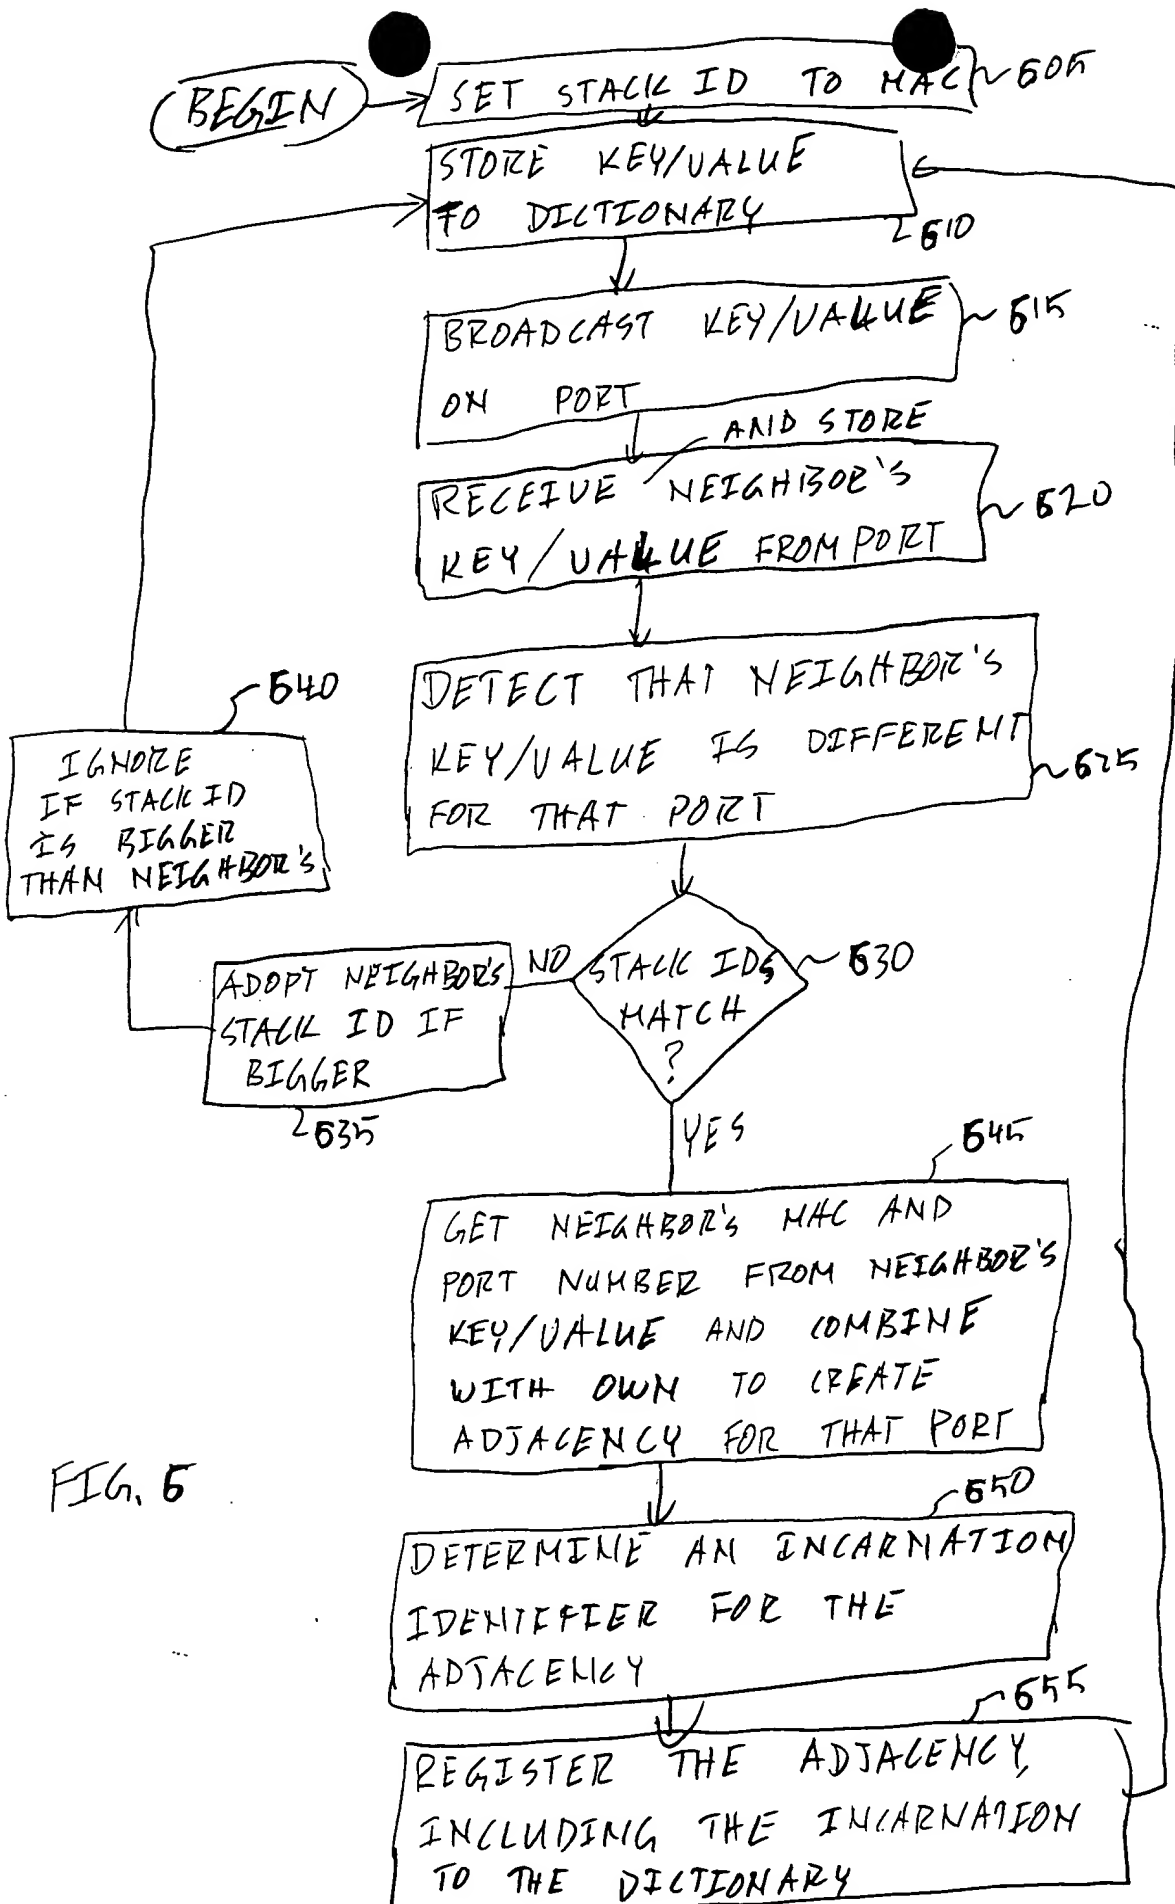 BEGIN
SET STACK ID TO MAC
605
STORE KEY/VALUE
TO DICTIONARY
610
BROADCAST KEY/VALUE
ON PORT
615
AND STORE
RECEIVE NEIGHBOR'S
KEY/VALUE FROM PORT
620
DETECT THAT NEIGHBOR'S
KEY/VALUE IS DIFFERENT
FOR THAT PORT
625
640
IGNORE
IF STACK ID
IS BIGGER
THAN NEIGHBOR'S
STACK IDs
MATCH
?
630
NO
ADOPT NEIGHBOR'S
STACK ID IF
BIGGER
635
YES
645
GET NEIGHBOR'S MAC AND
PORT NUMBER FROM NEIGHBOR'S
KEY/VALUE AND COMBINE
WITH OWN TO CREATE
ADJACENCY FOR THAT PORT
FIG. 6
650
DETERMINE AN INCARNATION
IDENTIFIER FOR THE
ADJACENCY
655
REGISTER THE ADJACENCY,
INCLUDING THE INCARNATION
TO THE DICTIONARY